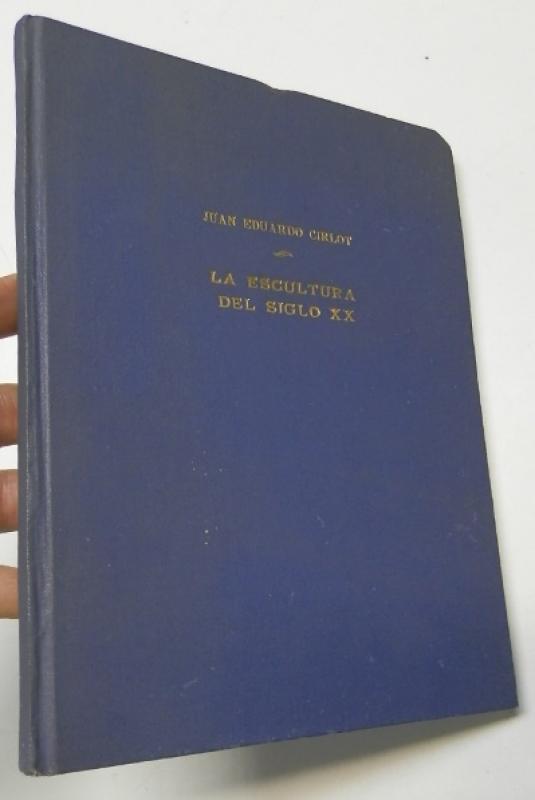 JUAN EDUARDO CIRLOT
LA ESCULTURA
DEL SIGLO XX